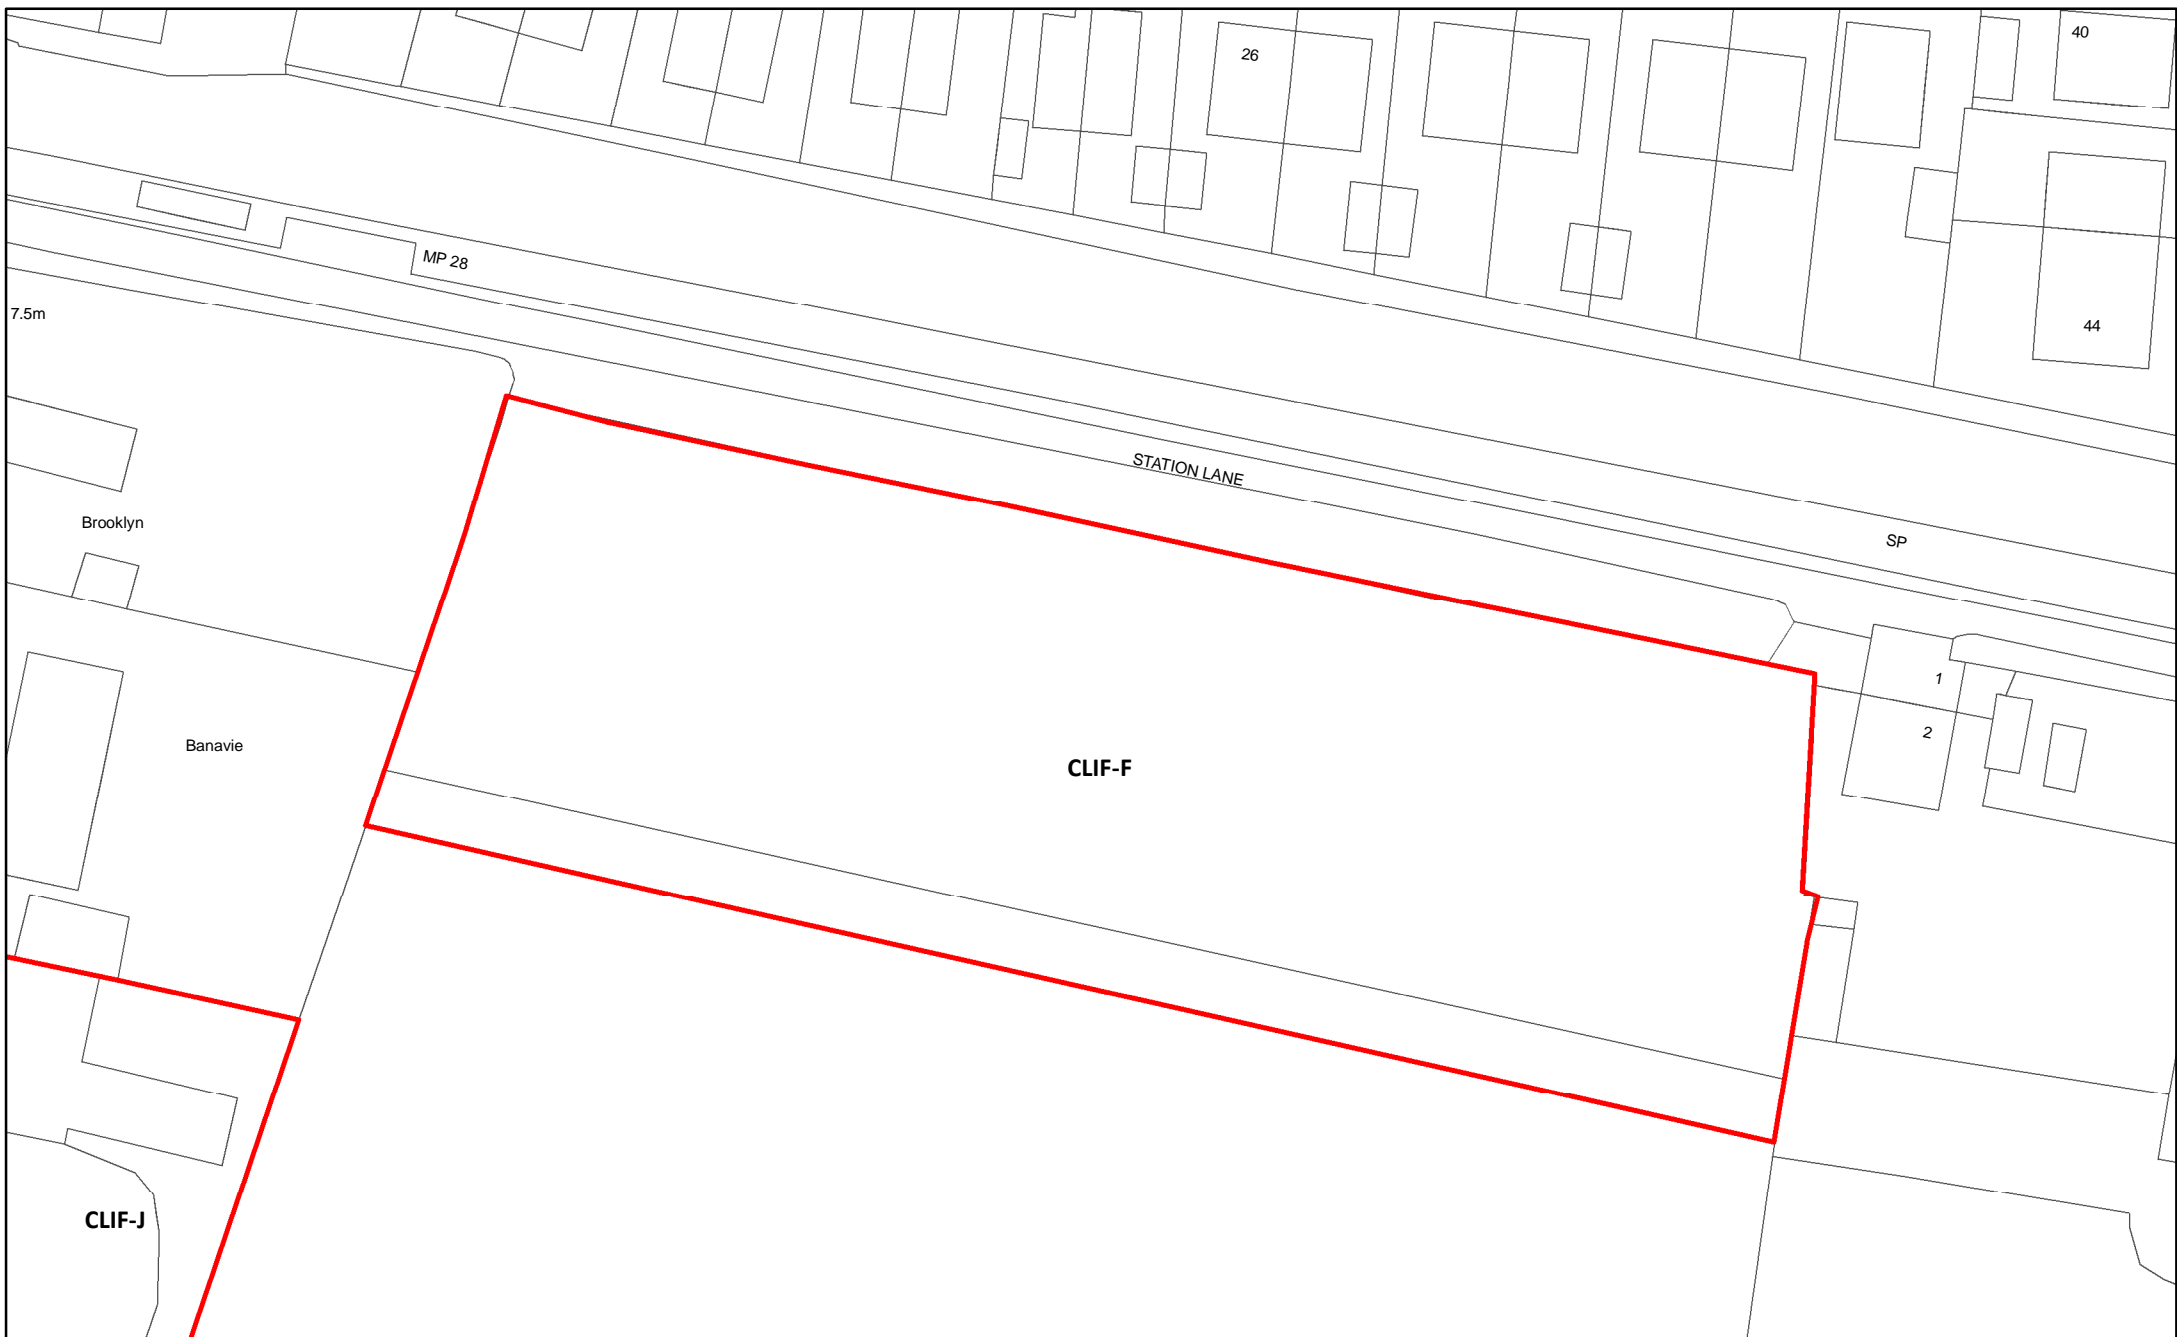 40
26
MP 28
7.5m
44
STATION LANE
Brooklyn
SP
1
2
Banavie
CLIF-F
CLIF-J